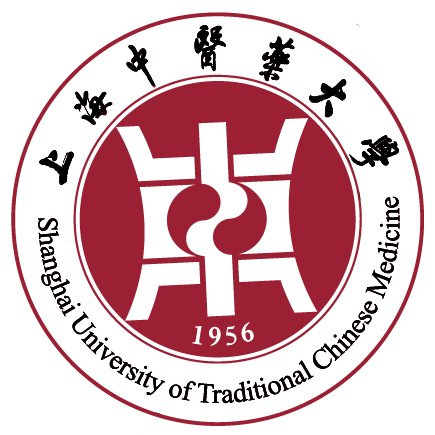 上海中醫藥大學
1956
Shanghai University of Traditional Chinese Medicine